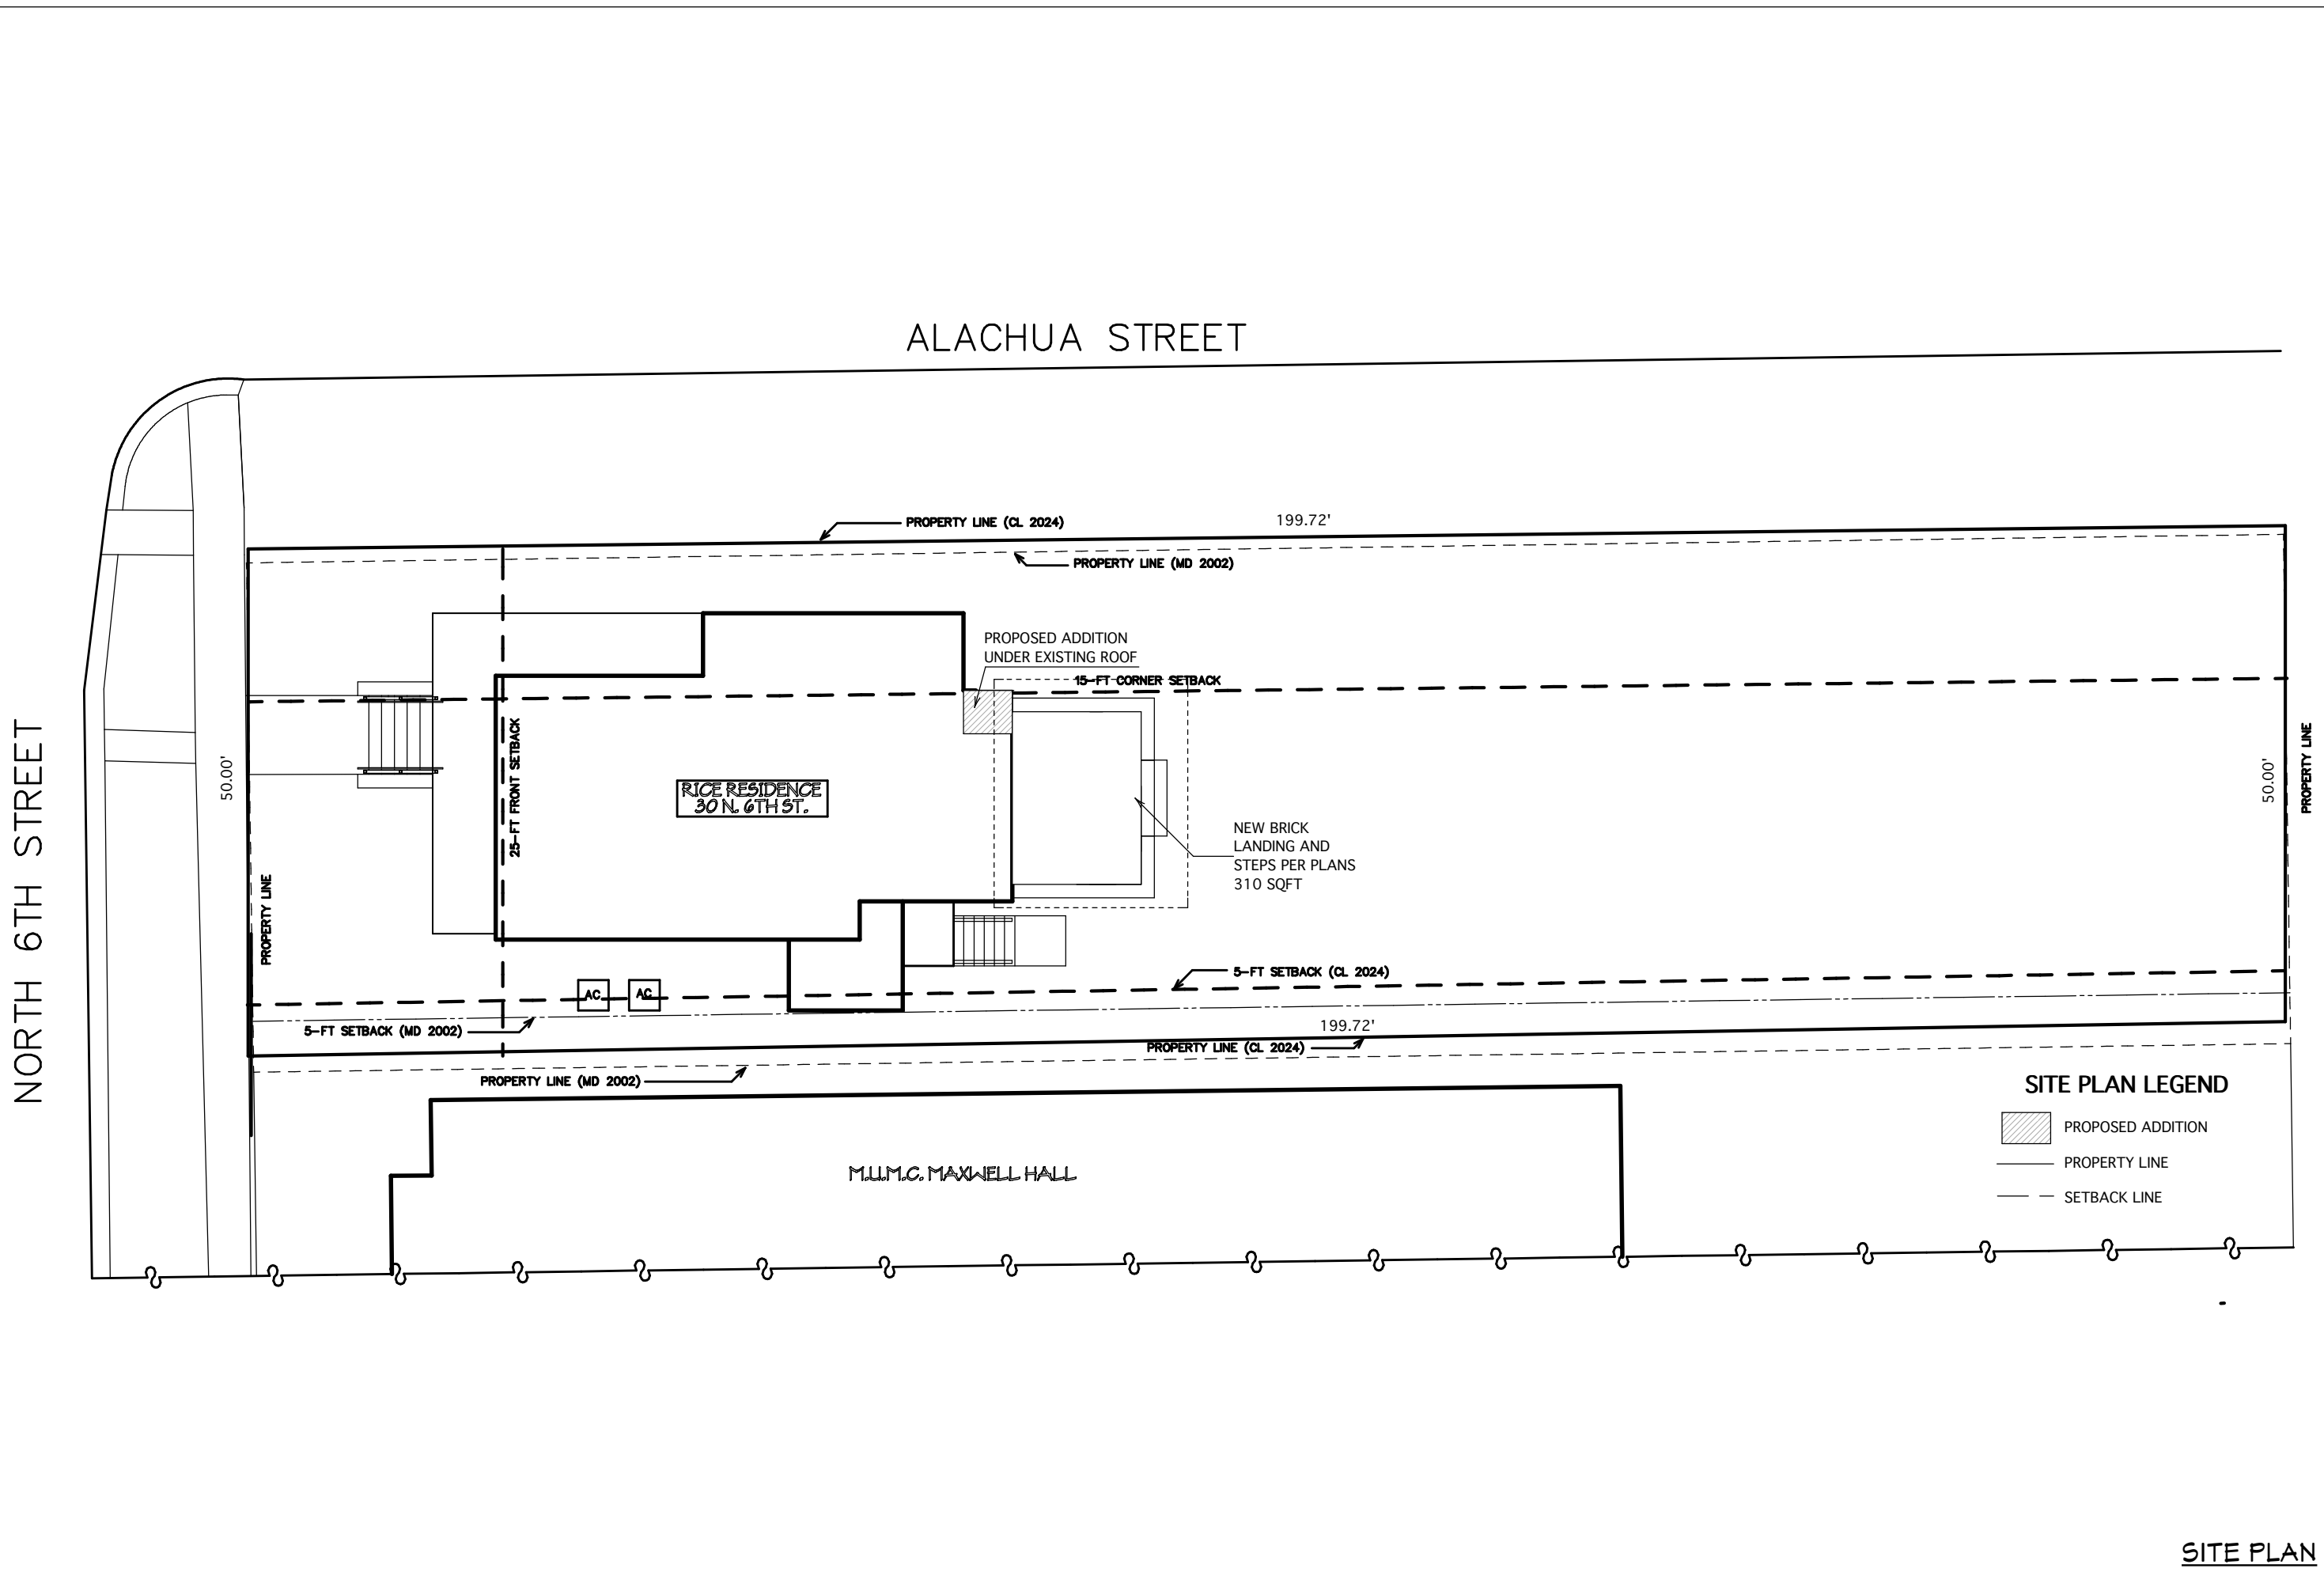 ALACHUA STREET
PROPERTY LINE (CL 2024)
199.72'
PROPERTY LINE (MD 2002)
PROPOSED ADDITION
UNDER EXISTING ROOF
15-FT CORNER SETBACK
NORTH 6TH STREET
50.00'
PROPERTY LINE
25-FT FRONT SETBACK
RICE RESIDENCE
30 N. 6TH ST.
NEW BRICK
LANDING AND
STEPS PER PLANS
310 SQFT
50.00'
PROPERTY LINE
AC
AC
5-FT SETBACK (CL 2024)
5-FT SETBACK (MD 2002)
199.72'
PROPERTY LINE (CL 2024)
PROPERTY LINE (MD 2002)
M.U.M.C. MAXWELL HALL
SITE PLAN LEGEND
PROPOSED ADDITION
PROPERTY LINE
SETBACK LINE
SITE PLAN